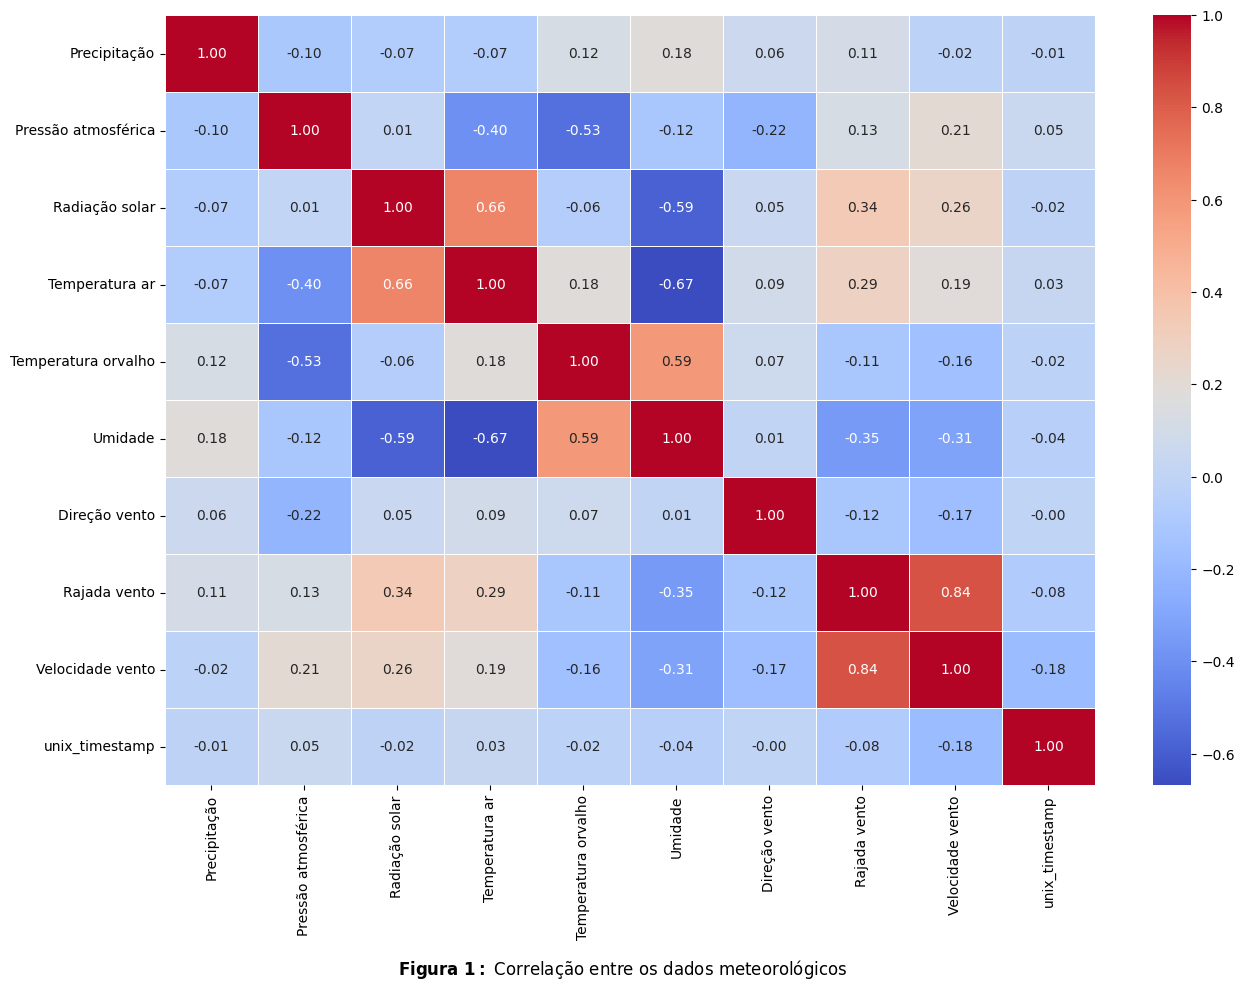 Precipitação 1.00 -0.10 -0.07 -0.07 0.12 0.18 0.06 0.11 -0.02 -0.01
Pressão atmosférica -0.10 1.00 0.01 -0.40 -0.53 -0.12 -0.22 0.13 0.21 0.05
Radiação solar -0.07 0.01 1.00 0.66 -0.06 -0.59 0.05 0.34 0.26 -0.02
Temperatura ar -0.07 -0.40 0.66 1.00 0.18 -0.67 0.09 0.29 0.19 0.03
Temperatura orvalho 0.12 -0.53 -0.06 0.18 1.00 0.59 0.07 -0.11 -0.16 -0.02
Umidade 0.18 -0.12 -0.59 -0.67 0.59 1.00 0.01 -0.35 -0.31 -0.04
Direção vento 0.06 -0.22 0.05 0.09 0.07 0.01 1.00 -0.12 -0.17 -0.00
Rajada vento 0.11 0.13 0.34 0.29 -0.11 -0.35 -0.12 1.00 0.84 -0.08
Velocidade vento -0.02 0.21 0.26 0.19 -0.16 -0.31 -0.17 0.84 1.00 -0.18
unix_timestamp -0.01 0.05 -0.02 0.03 -0.02 -0.04 -0.00 -0.08 -0.18 1.00
Precipitação
Pressão atmosférica
Radiação solar
Temperatura ar
Temperatura orvalho
Umidade
Direção vento
Rajada vento
Velocidade vento
unix_timestamp
1.0
0.8
0.6
0.4
0.2
0.0
−0.2
−0.4
−0.6
Figura 1: Correlação entre os dados meteorológicos